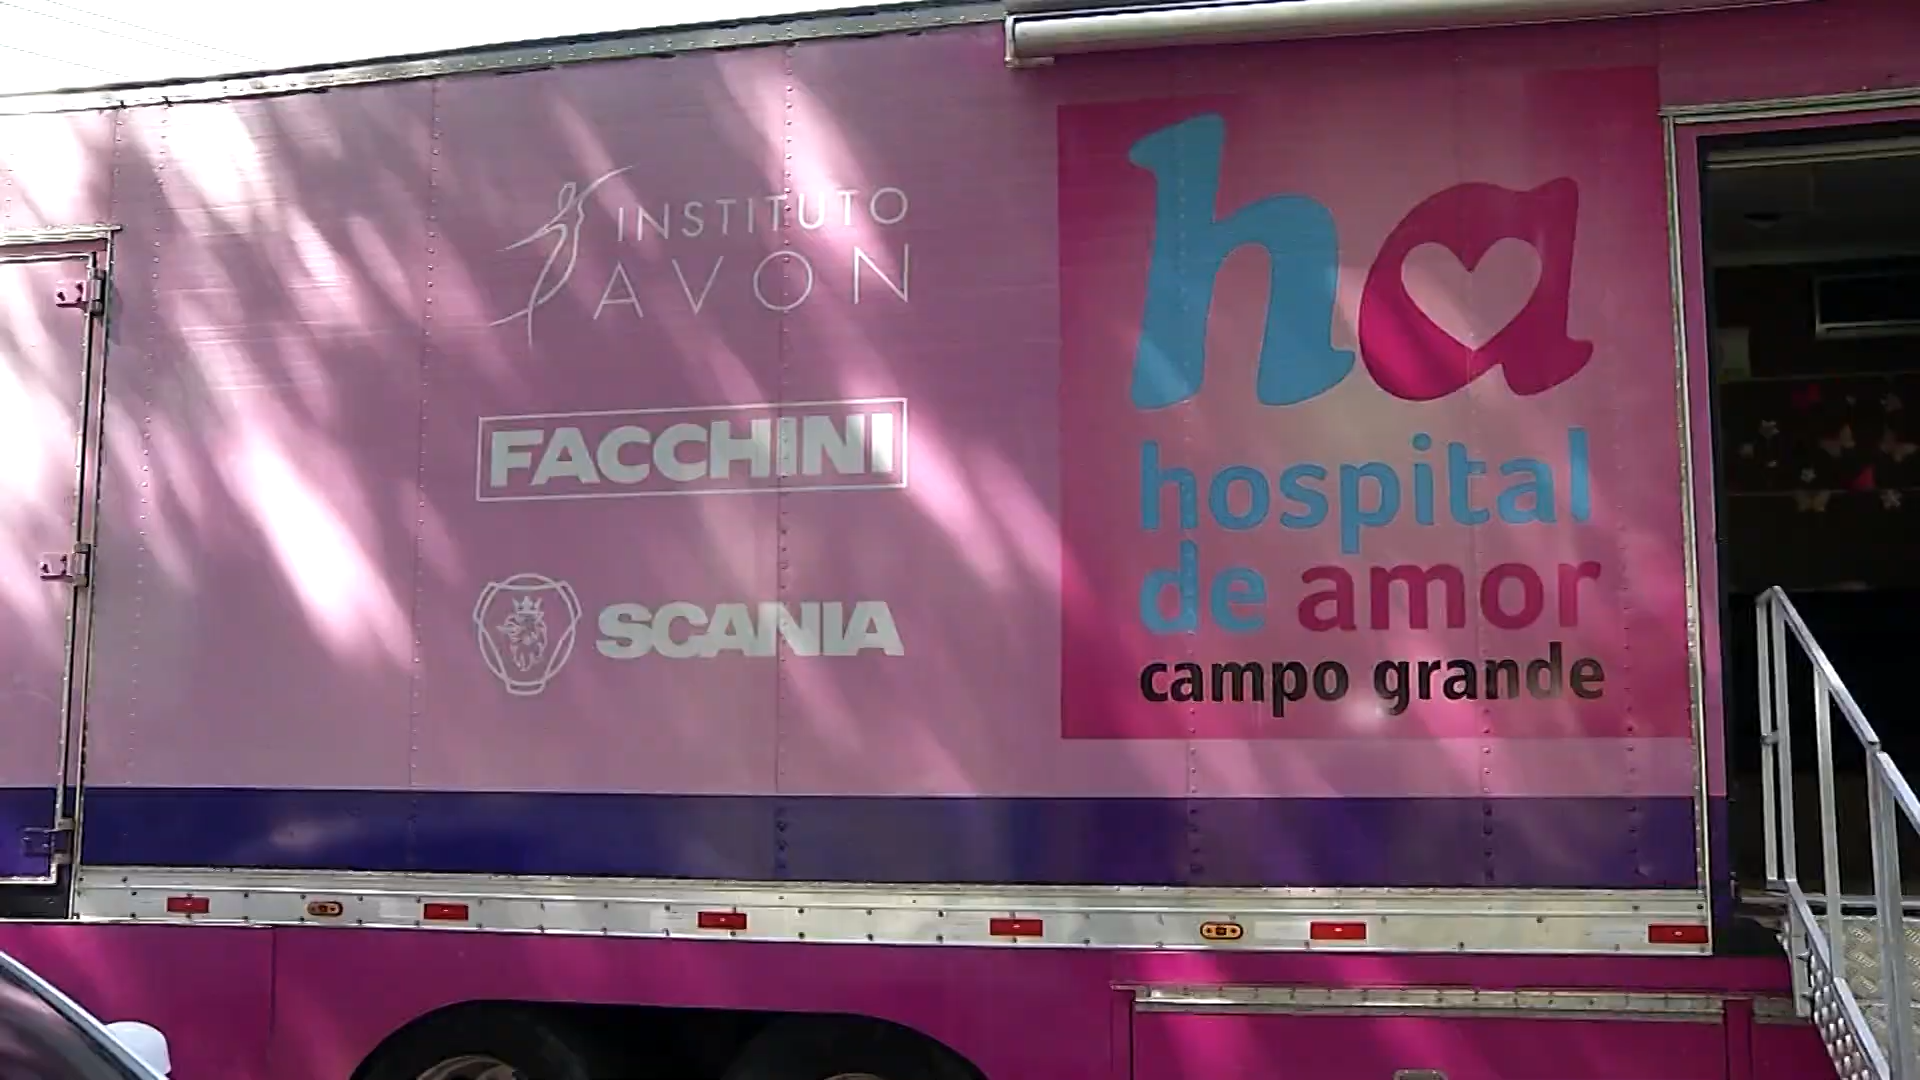 INSTITUTO
AVON
FACCHINI
SCANIA
ha
hospital
de amor
campo grande